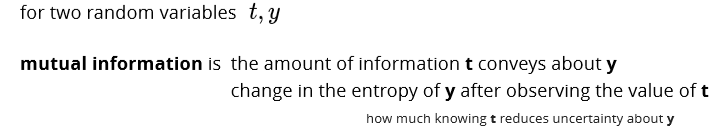 for two random variables t, y
mutual information is the amount of information t conveys about y
change in the entropy of y after observing the value of t
how much knowing t reduces uncertainty about y